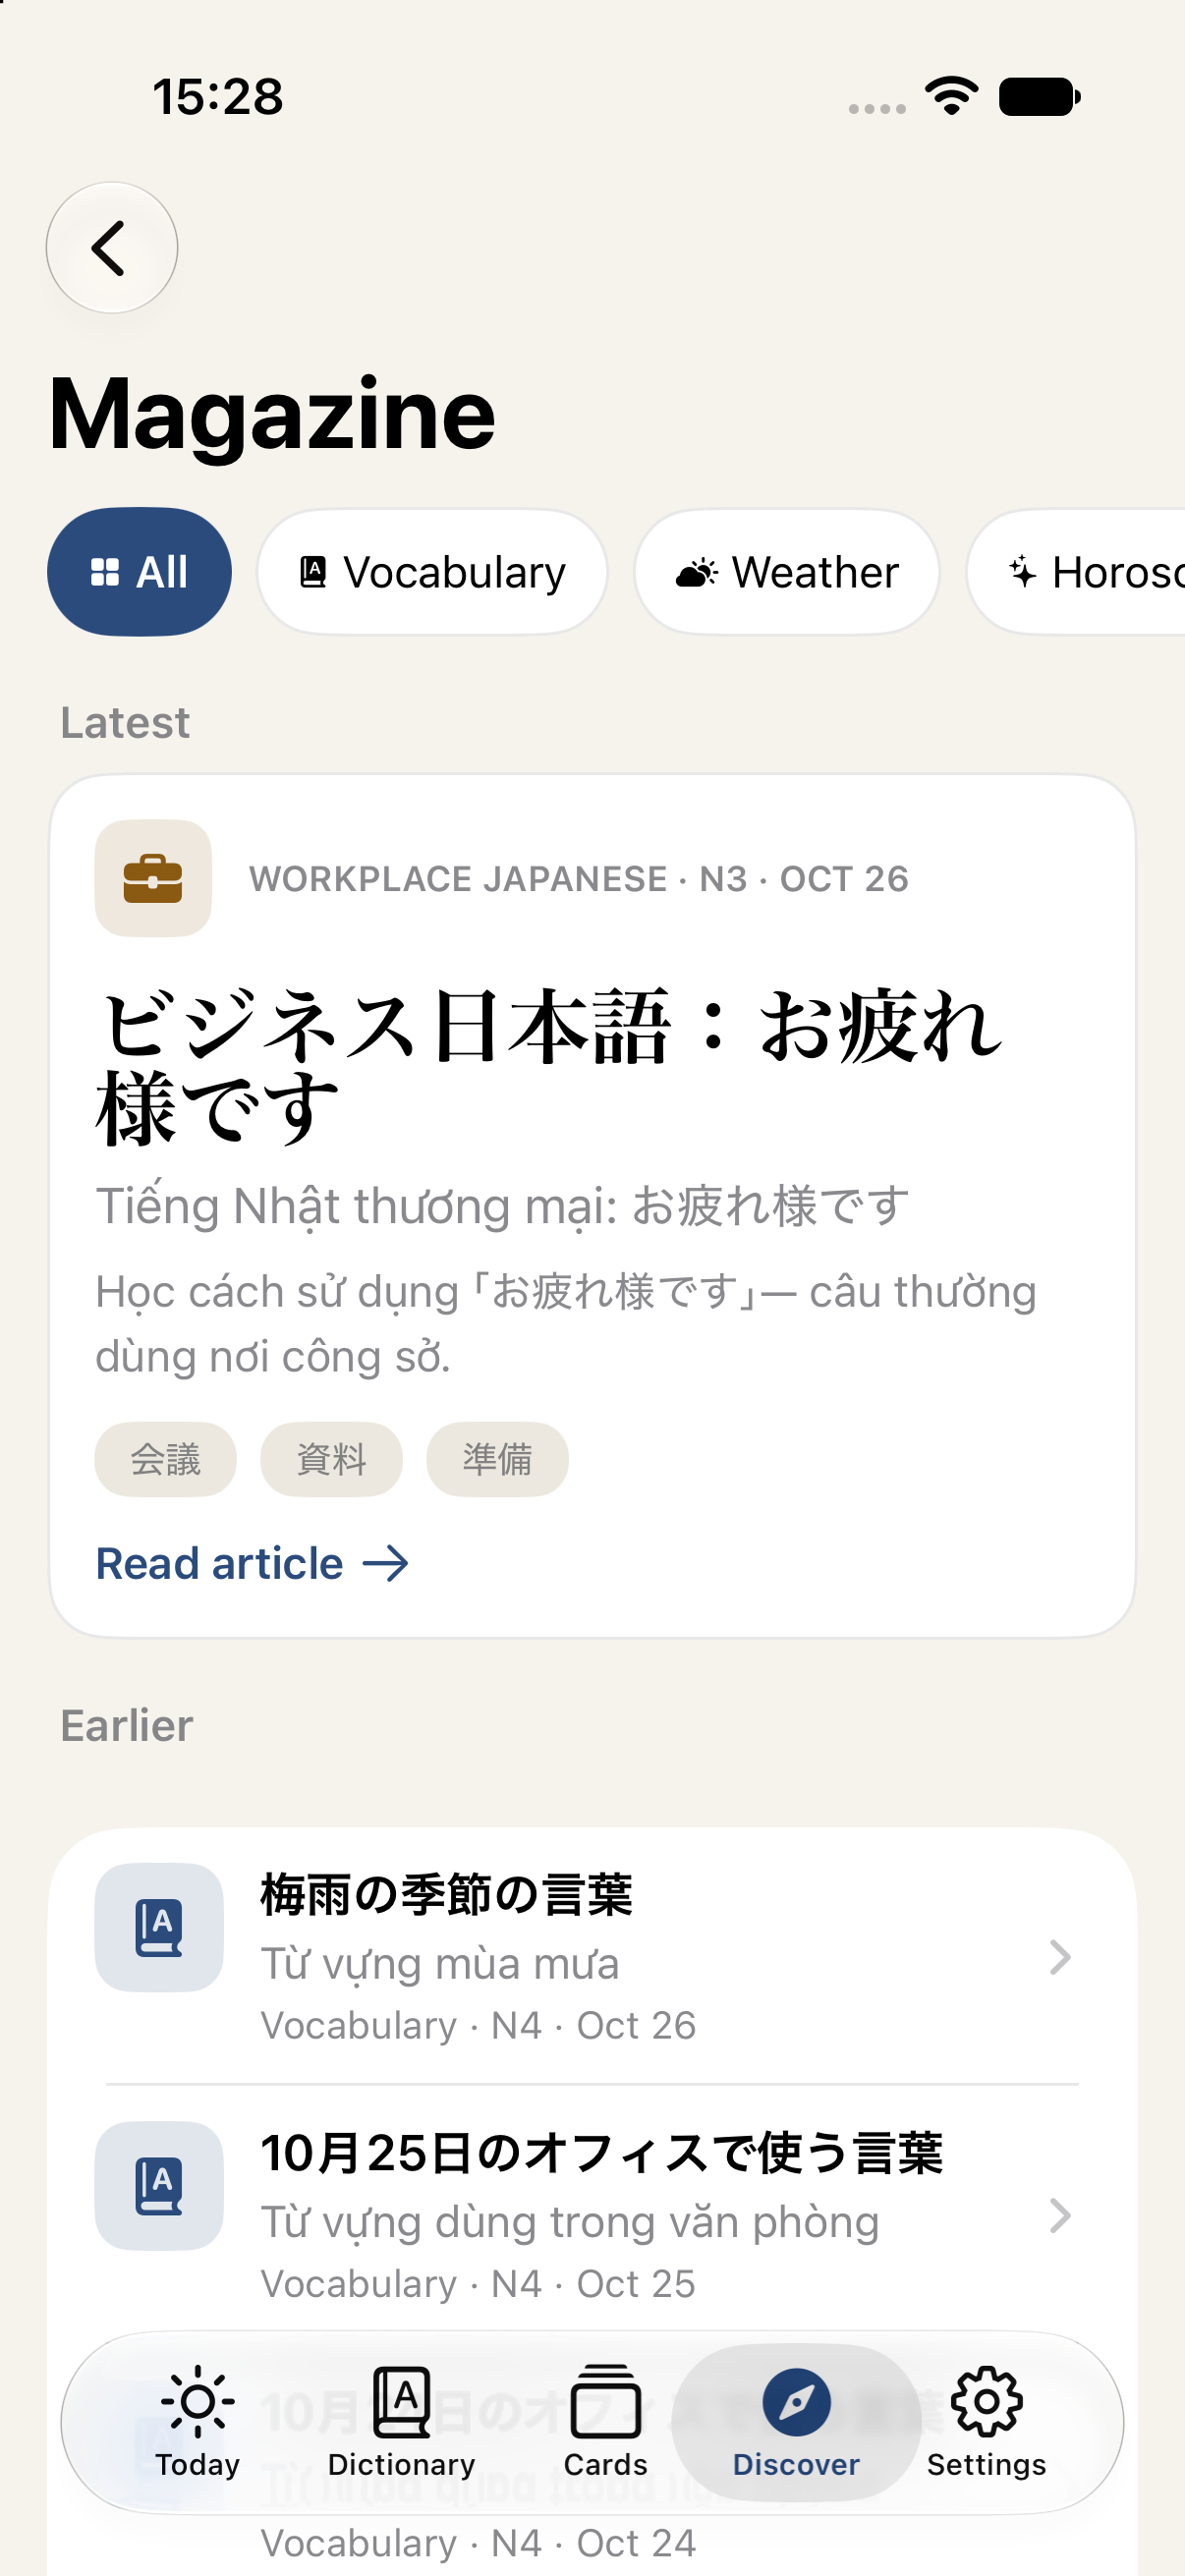 15:28
Magazine
All
Vocabulary
Weather
Horosc
Latest
WORKPLACE JAPANESE · N3 · OCT 26
ビジネス日本語：お疲れ
様です
Tiếng Nhật thương mại: お疲れ様です
Học cách sử dụng「お疲れ様です」— câu thường
dùng nơi công sở.
会議 資料 準備
Read article →
Earlier
梅雨の季節の言葉
Từ vựng mùa mưa
Vocabulary · N4 · Oct 26
10月25日のオフィスで使う言葉
Từ vựng dùng trong văn phòng
Vocabulary · N4 · Oct 25
Today
Dictionary
Cards
Discover
Settings
Vocabulary · N4 · Oct 24